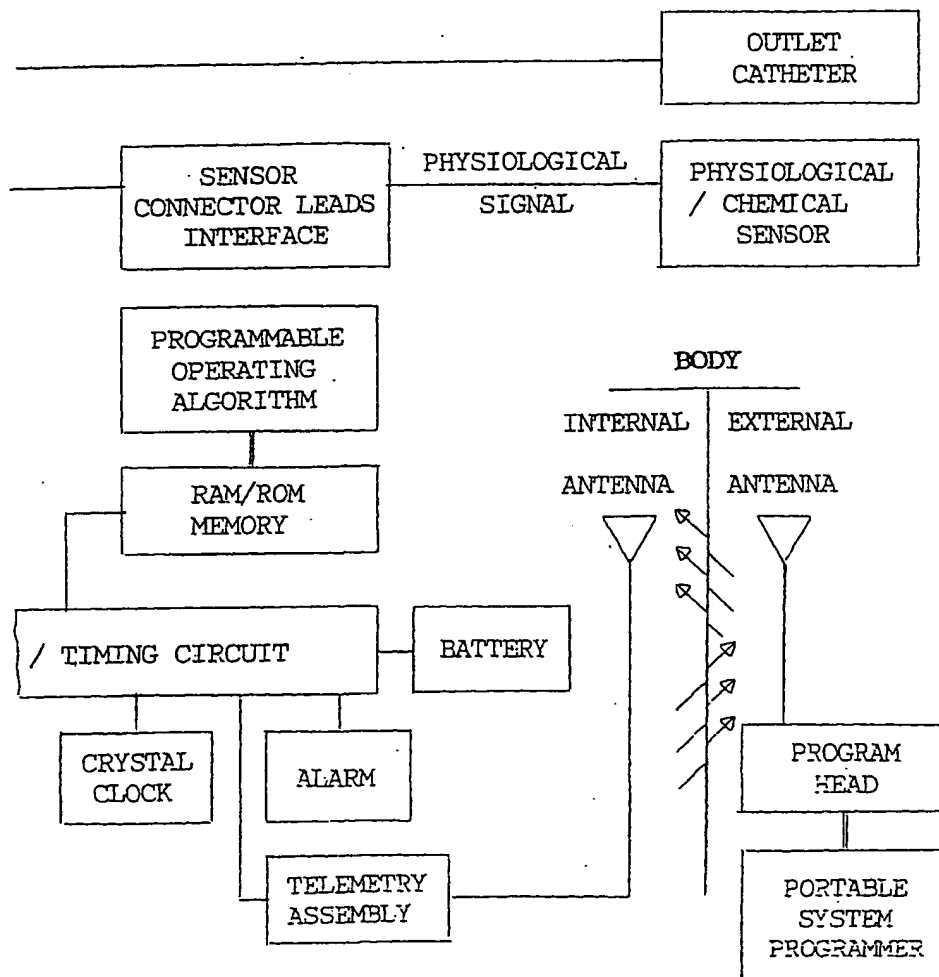 OUTLET
CATHETER
SENSOR
CONNECTOR LEADS
INTERFACE
PHYSIOLOGICAL
SIGNAL
PHYSIOLOGICAL
/ CHEMICAL
SENSOR
PROGRAMMABLE
OPERATING
ALGORITHM
BODY
INTERNAL
EXTERNAL
ANTENNA
ANTENNA
RAM/ROM
MEMORY
/ TIMING CIRCUIT
BATTERY
CRYSTAL
CLOCK
ALARM
PROGRAM
HEAD
TELEMETRY
ASSEMBLY
PORTABLE
SYSTEM
PROGRAMMER